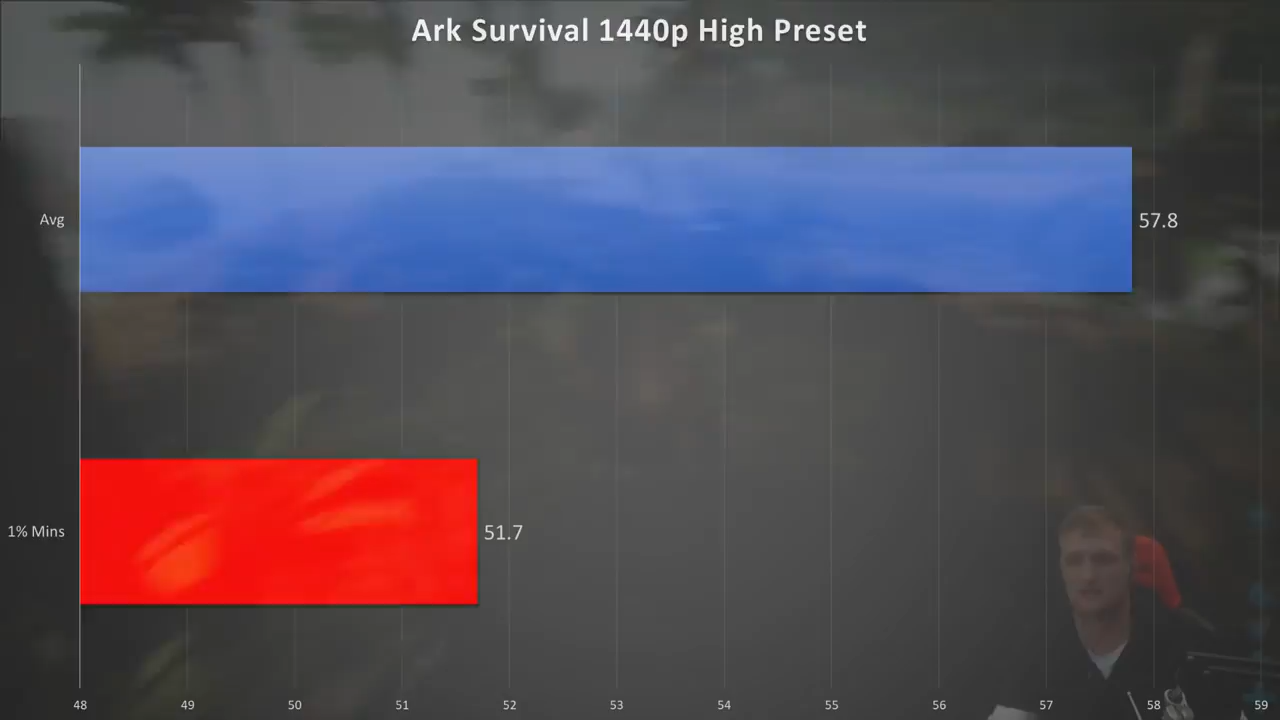 Ark Survival 1440p High Preset
Avg
57.8
1% Mins
51.7
48 49 50 51 52 53 54 55 56 57 58 59